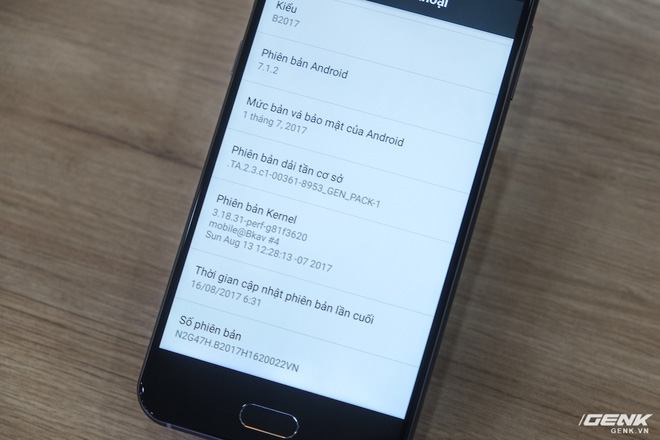 thoại
Kiểu
B2017
Phiên bản Android
7.1.2
Mức bản vá bảo mật của Android
1 tháng 7, 2017
Phiên bản dải tần cơ sở
.TA.2.3.c1-00361-8953_GEN_PACK-1
Phiên bản Kernel
3.18.31-perf-g81f3620
mobile@Bkav #4
Sun Aug 13 12:28:13 -07 2017
Thời gian cập nhật phiên bản lần cuối
16/08/2017 6:31
Số phiên bản
N2G47H.B2017H1620022VN
GENK
GENK.VN